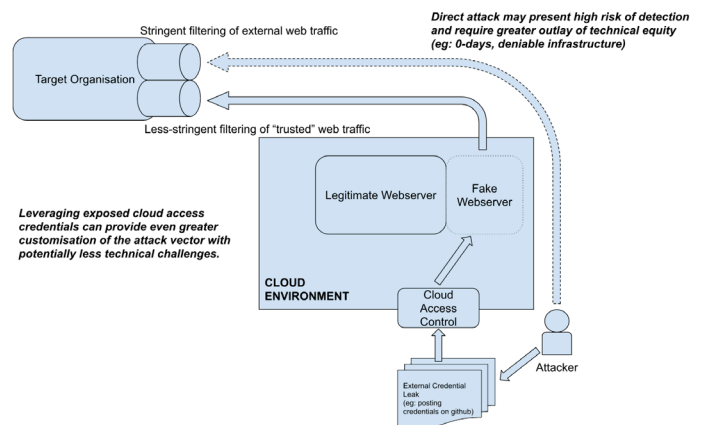 Stringent filtering of external web traffic
Direct attack may present high risk of detection
and require greater outlay of technical equity
(eg: 0-days, deniable infrastructure)
Target Organisation
Less-stringent filtering of "trusted" web traffic
Legitimate Webserver
Fake
Webserver
Leveraging exposed cloud access
credentials can provide even greater
customisation of the attack vector with
potentially less technical challenges.
CLOUD
ENVIRONMENT
Cloud
Access
Control
Attacker
External Credential
Leak
(eg: posting
credentials on github)